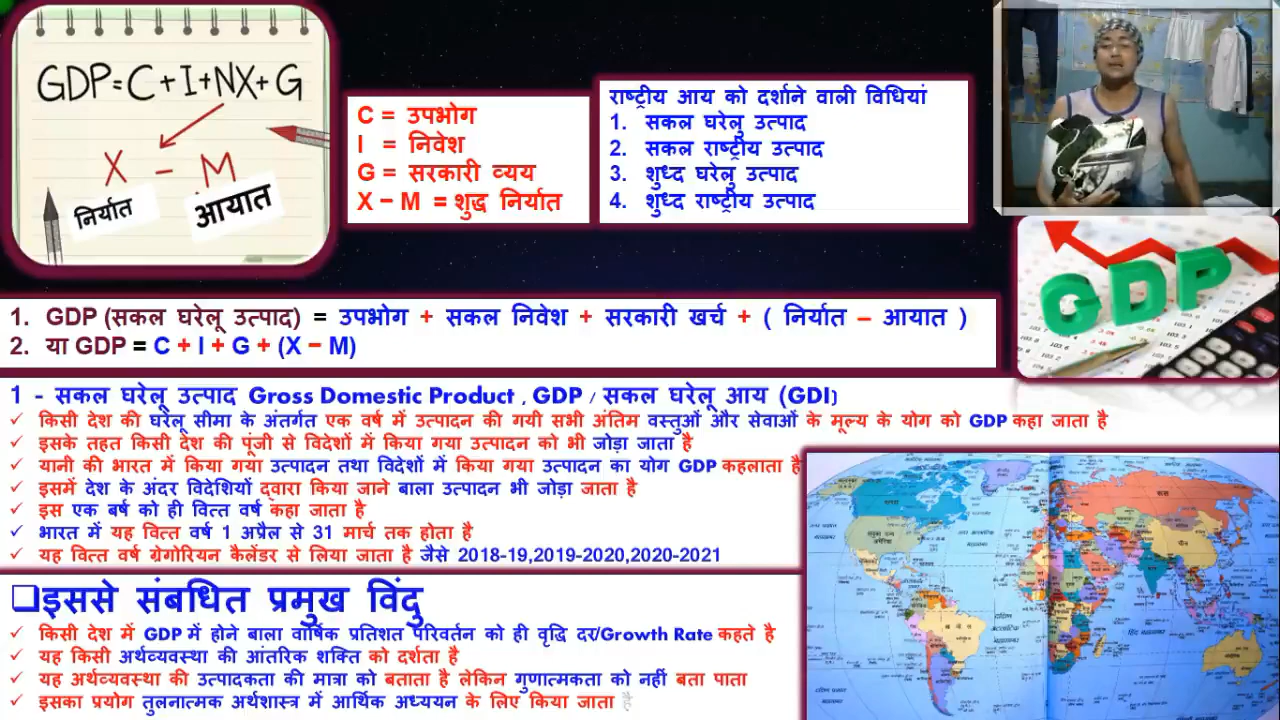 GDP=C+I+NX+G
X - M
निर्यात
आयात
C = उपभोग
I = निवेश
G = सरकारी व्यय
X – M = शुद्ध निर्यात
राष्ट्रीय आय को दर्शाने वाली विधियां
1. सकल घरेलु उत्पाद
2. सकल राष्ट्रीय उत्पाद
3. शुध्द घरेलु उत्पाद
4. शुध्द राष्ट्रीय उत्पाद
GDP
1. GDP (सकल घरेलू उत्पाद) = उपभोग + सकल निवेश + सरकारी खर्च + ( निर्यात – आयात )
2. या GDP = C + I + G + (X – M)
1 - सकल घरेलू उत्पाद Gross Domestic Product , GDP / सकल घरेलू आय (GDI)
✓ किसी देश की घरेलू सीमा के अंतर्गत एक वर्ष में उत्पादन की गयी सभी अंतिम वस्तुओं और सेवाओं के मूल्य के योग को GDP कहा जाता है
✓ इसके तहत किसी देश की पूंजी से विदेशों में किया गया उत्पादन को भी जोड़ा जाता है
✓ यानी की भारत में किया गया उत्पादन तथा विदेशों में किया गया उत्पादन का योग GDP कहलाता है
✓ इसमें देश के अंदर विदेशियों द्वारा किया जाने बाला उत्पादन भी जोड़ा जाता है
✓ इस एक बर्ष को ही वित्त वर्ष कहा जाता है
✓ भारत में यह वित्त वर्ष 1 अप्रैल से 31 मार्च तक होता है
✓ यह वित्त वर्ष ग्रेगोरियन कैलेंडर से लिया जाता है जैसे 2018-19,2019-2020,2020-2021
❑इससे संबधित प्रमुख विंदु
✓ किसी देश में GDP में होने बाला वार्षिक प्रतिशत परिवर्तन को ही वृद्धि दर/Growth Rate कहते है
✓ यह किसी अर्थव्यवस्था की आंतरिक शक्ति को दर्शता है
✓ यह अर्थव्यवस्था की उत्पादकता की मात्रा को बताता है लेकिन गुणात्मकता को नहीं बता पाता
✓ इसका प्रयोग तुलनात्मक अर्थशास्त्र में आर्थिक अध्ययन के लिए किया जाता है
रूस
चीन
भारत